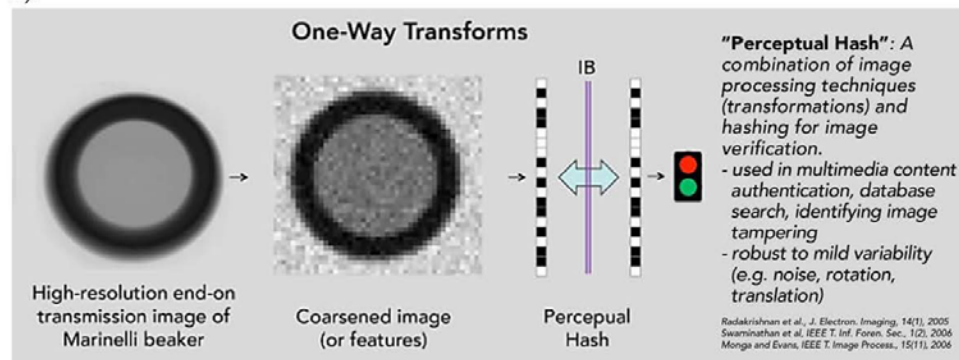 One-Way Transforms
High-resolution end-on
transmission image of
Marinelli beaker
Coarsened image
(or features)
IB
Percepual
Hash
"Perceptual Hash": A
combination of image
processing techniques
(transformations) and
hashing for image
verification.
- used in multimedia content
authentication, database
search, identifying image
tampering
- robust to mild variability
(e.g. noise, rotation,
translation)
Radakrishnan et al., J. Electron. Imaging, 14(1), 2005
Swaminathan et al, IEEE T. Inf. Foren. Sec., 1(2), 2006
Monga and Evans, IEEE T. Image Process., 15(11), 2006